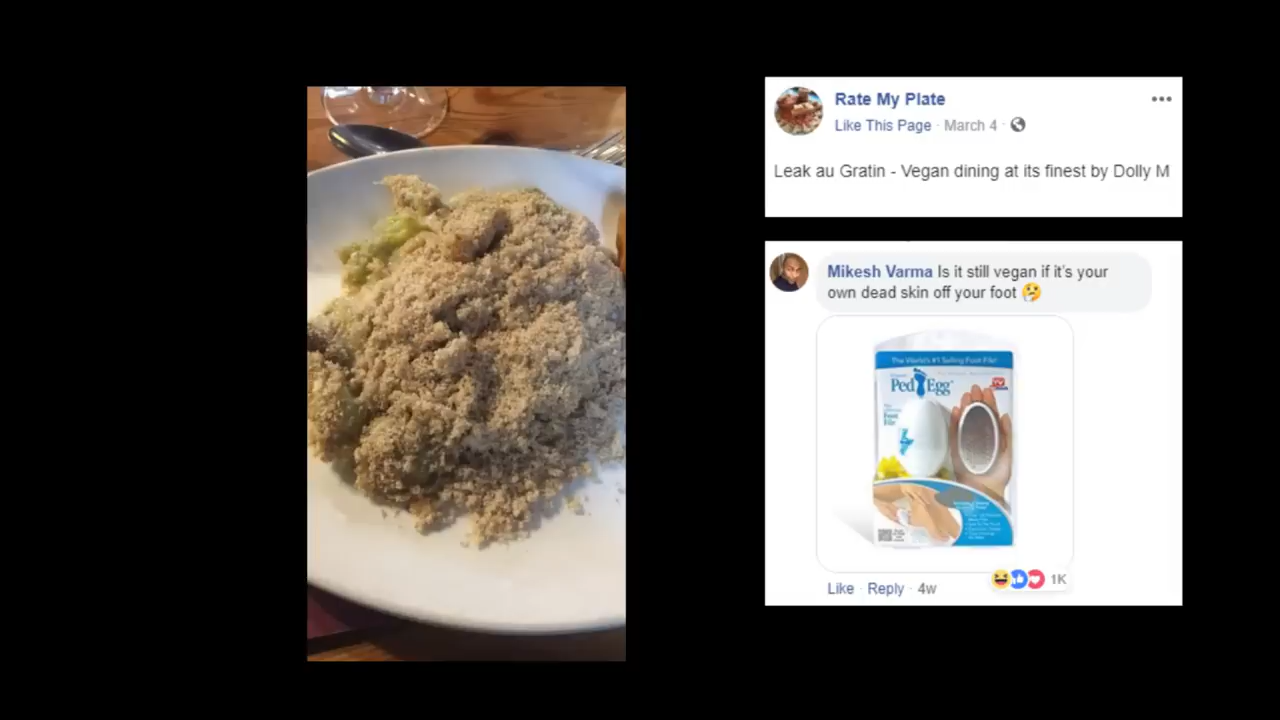 Rate My Plate
Like This Page · March 4 ·
Leak au Gratin - Vegan dining at its finest by Dolly M
Mikesh Varma Is it still vegan if it's your
own dead skin off your foot 🤔
The World's #1 Selling Foot File!
Ped Egg
Foot
File
Like · Reply · 4w
1K